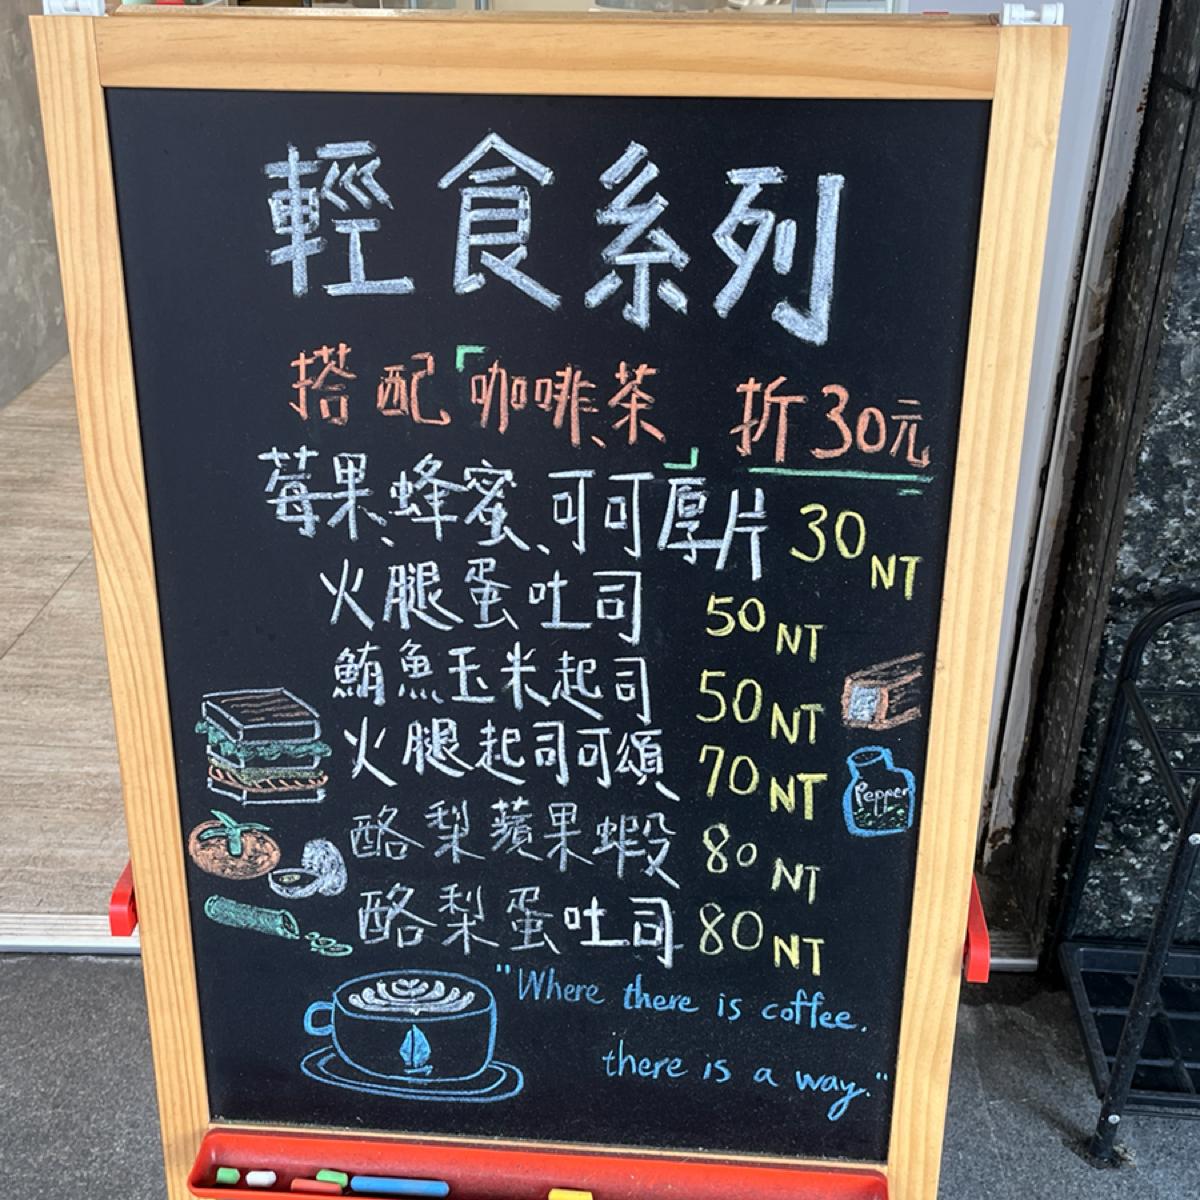 輕食系列
搭配「咖啡、茶」 折30元
莓果、蜂蜜、可可厚片 30NT
火腿蛋吐司 50NT
鮪魚玉米起司 50NT
火腿起司可頌 70NT
酪梨蘋果蝦 80NT
酪梨蛋吐司 80NT
Pepper
"Where there is coffee.
there is a way."